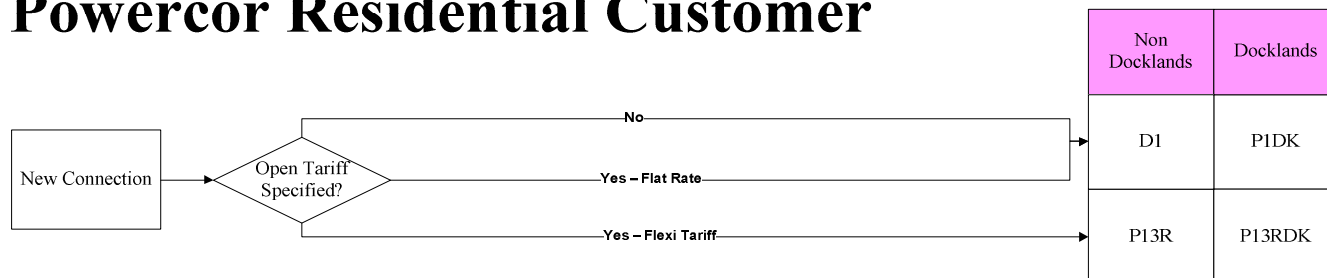 Powercor Residential Customer
Non
Docklands
Docklands
No
D1
P1DK
New Connection
Open Tariff
Specified?
Yes – Flat Rate
Yes – Flexi Tariff
P13R
P13RDK